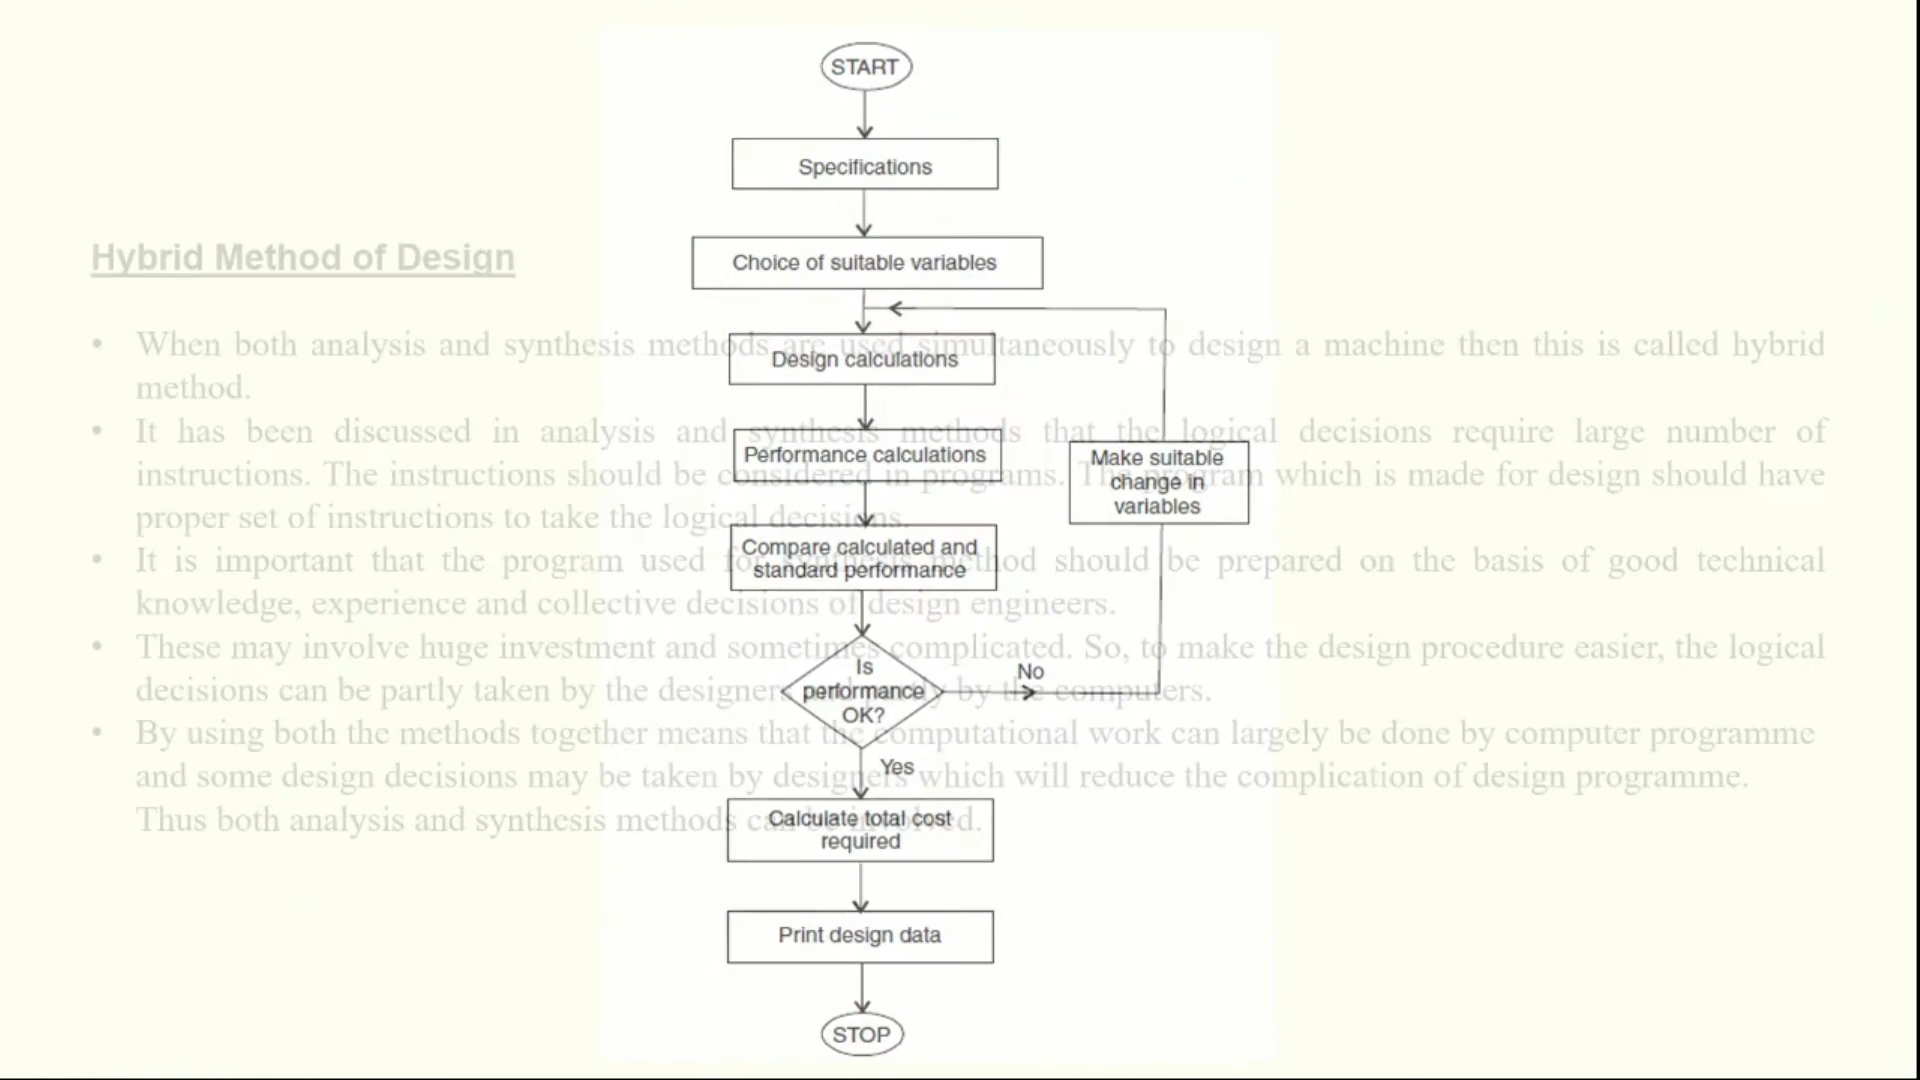 START
Specifications
Choice of suitable variables
Design calculations
Performance calculations
Make suitable
change in
variables
Compare calculated and
standard performance
Is
performance
OK?
No
Yes
Calculate total cost
required
Print design data
STOP
Hybrid Method of Design
• When both analysis and synthesis methods are used simultaneously to design a machine then this is called hybrid
method.
• It has been discussed in analysis and synthesis methods that the logical decisions require large number of
instructions. The instructions should be considered in programs. The program which is made for design should have
proper set of instructions to take the logical decisions.
• It is important that the program used for synthesis method should be prepared on the basis of good technical
knowledge, experience and collective decisions of design engineers.
• These may involve huge investment and sometimes complicated. So, to make the design procedure easier, the logical
decisions can be partly taken by the designers and partly by the computers.
• By using both the methods together means that the computational work can largely be done by computer programme
and some design decisions may be taken by designers which will reduce the complication of design programme.
Thus both analysis and synthesis methods can be involved.